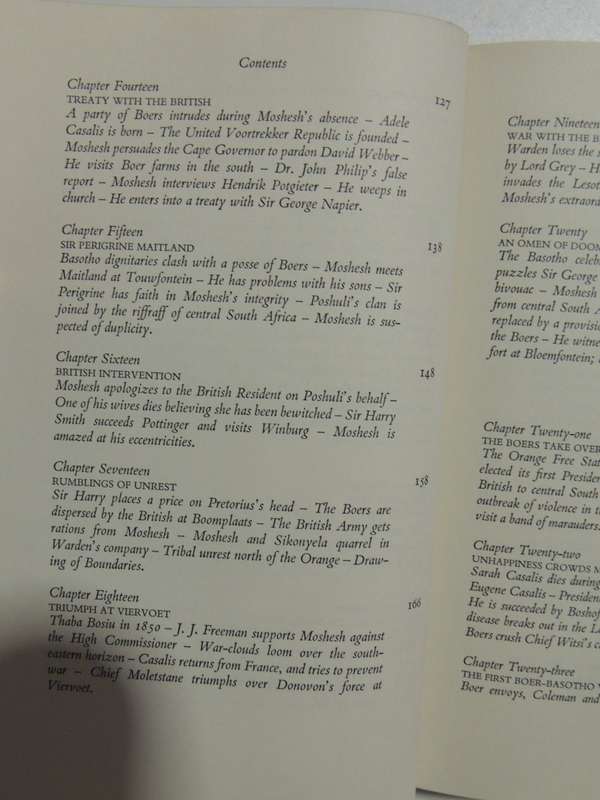 Contents
Chapter Fourteen
TREATY WITH THE BRITISH 127
A party of Boers intrudes during Moshesh's absence – Adele
Casalis is born – The United Voortrekker Republic is founded –
Moshesh persuades the Cape Governor to pardon David Webber –
He visits Boer farms in the south – Dr. John Philip's false
report – Moshesh interviews Hendrik Potgieter – He weeps in
church – He enters into a treaty with Sir George Napier.
Chapter Fifteen
SIR PERIGRINE MAITLAND 138
Basotho dignitaries clash with a posse of Boers – Moshesh meets
Maitland at Touwfontein – He has problems with his sons – Sir
Perigrine has faith in Moshesh's integrity – Poshuli's clan is
joined by the riffraff of central South Africa – Moshesh is sus-
pected of duplicity.
Chapter Sixteen
BRITISH INTERVENTION 148
Moshesh apologizes to the British Resident on Poshuli's behalf –
One of his wives dies believing she has been bewitched – Sir Harry
Smith succeeds Pottinger and visits Winburg – Moshesh is
amazed at his eccentricities.
Chapter Seventeen
RUMBLINGS OF UNREST 158
Sir Harry places a price on Pretorius's head – The Boers are
dispersed by the British at Boomplaats – The British Army gets
rations from Moshesh – Moshesh and Sikonyela quarrel in
Warden's company – Tribal unrest north of the Orange – Draw-
ing of Boundaries.
Chapter Eighteen
TRIUMPH AT VIERVOET 166
Thaba Bosiu in 1850 – J. J. Freeman supports Moshesh against
the High Commissioner – War-clouds loom over the south-
eastern horizon – Casalis returns from France, and tries to prevent
war – Chief Moletstane triumphs over Donovon's force at
Viervoet.
Chapter Nineteen
WAR WITH THE B
Warden loses the s
by Lord Grey – H
invades the Lesot
Moshesh's extraord
Chapter Twenty
AN OMEN OF DOOM
The Basotho celeb
puzzles Sir George
bivouac – Moshesh
from central South A
replaced by a provisio
the Boers – He witne
fort at Bloemfontein;
Chapter Twenty-one
THE BOERS TAKE OVER
The Orange Free Stat
elected its first Presiden
British to central South
outbreak of violence in th
visit a band of marauders.
Chapter Twenty-two
UNHAPPINESS CROWDS M
Sarah Casalis dies during
Eugene Casalis – Presiden
He is succeeded by Boshof
disease breaks out in the L
Boers crush Chief Witsi's c
Chapter Twenty-three
THE FIRST BOER-BASOTHO
Boer envoys, Coleman and